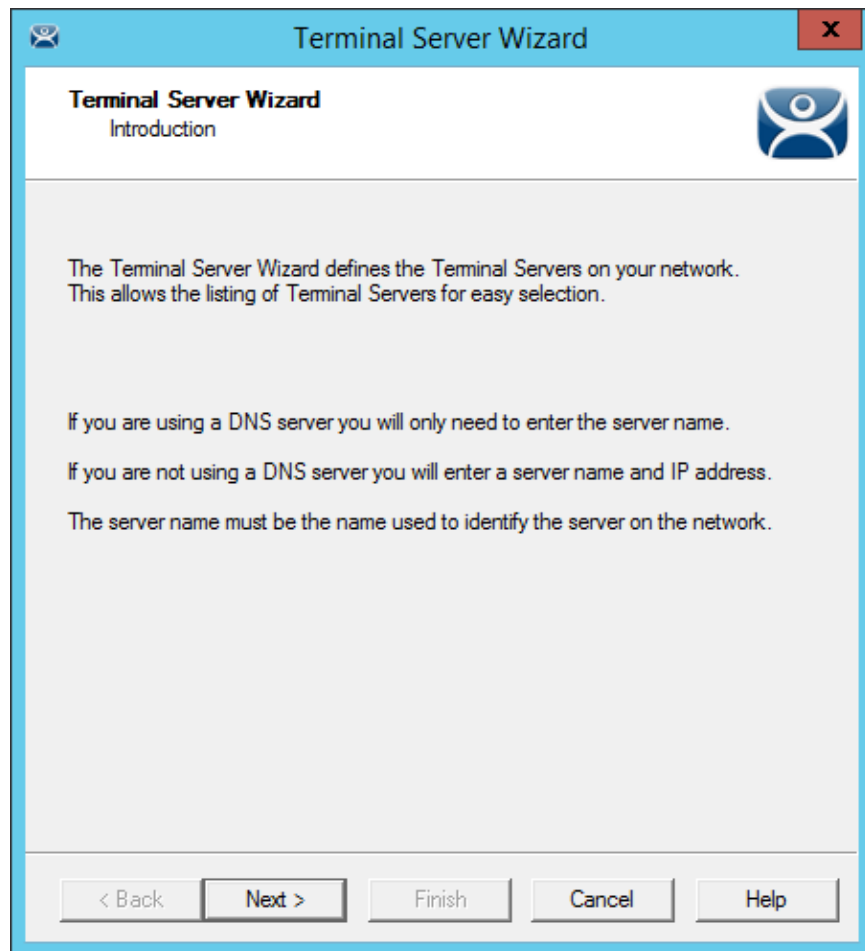 Terminal Server Wizard
x
Terminal Server Wizard
Introduction
The Terminal Server Wizard defines the Terminal Servers on your network.
This allows the listing of Terminal Servers for easy selection.
If you are using a DNS server you will only need to enter the server name.
If you are not using a DNS server you will enter a server name and IP address.
The server name must be the name used to identify the server on the network.
< Back Next > Finish Cancel Help